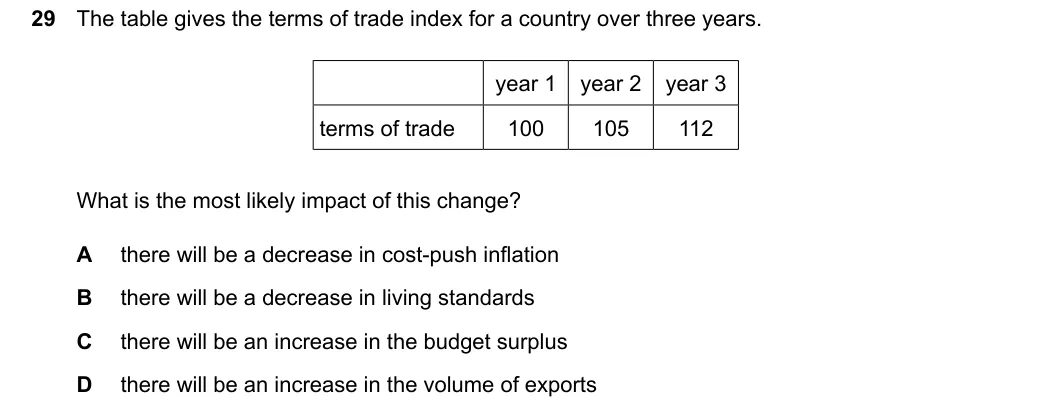 29 The table gives the terms of trade index for a country over three years.
year 1 year 2 year 3
terms of trade 100 105 112
What is the most likely impact of this change?
A there will be a decrease in cost-push inflation
B there will be a decrease in living standards
C there will be an increase in the budget surplus
D there will be an increase in the volume of exports